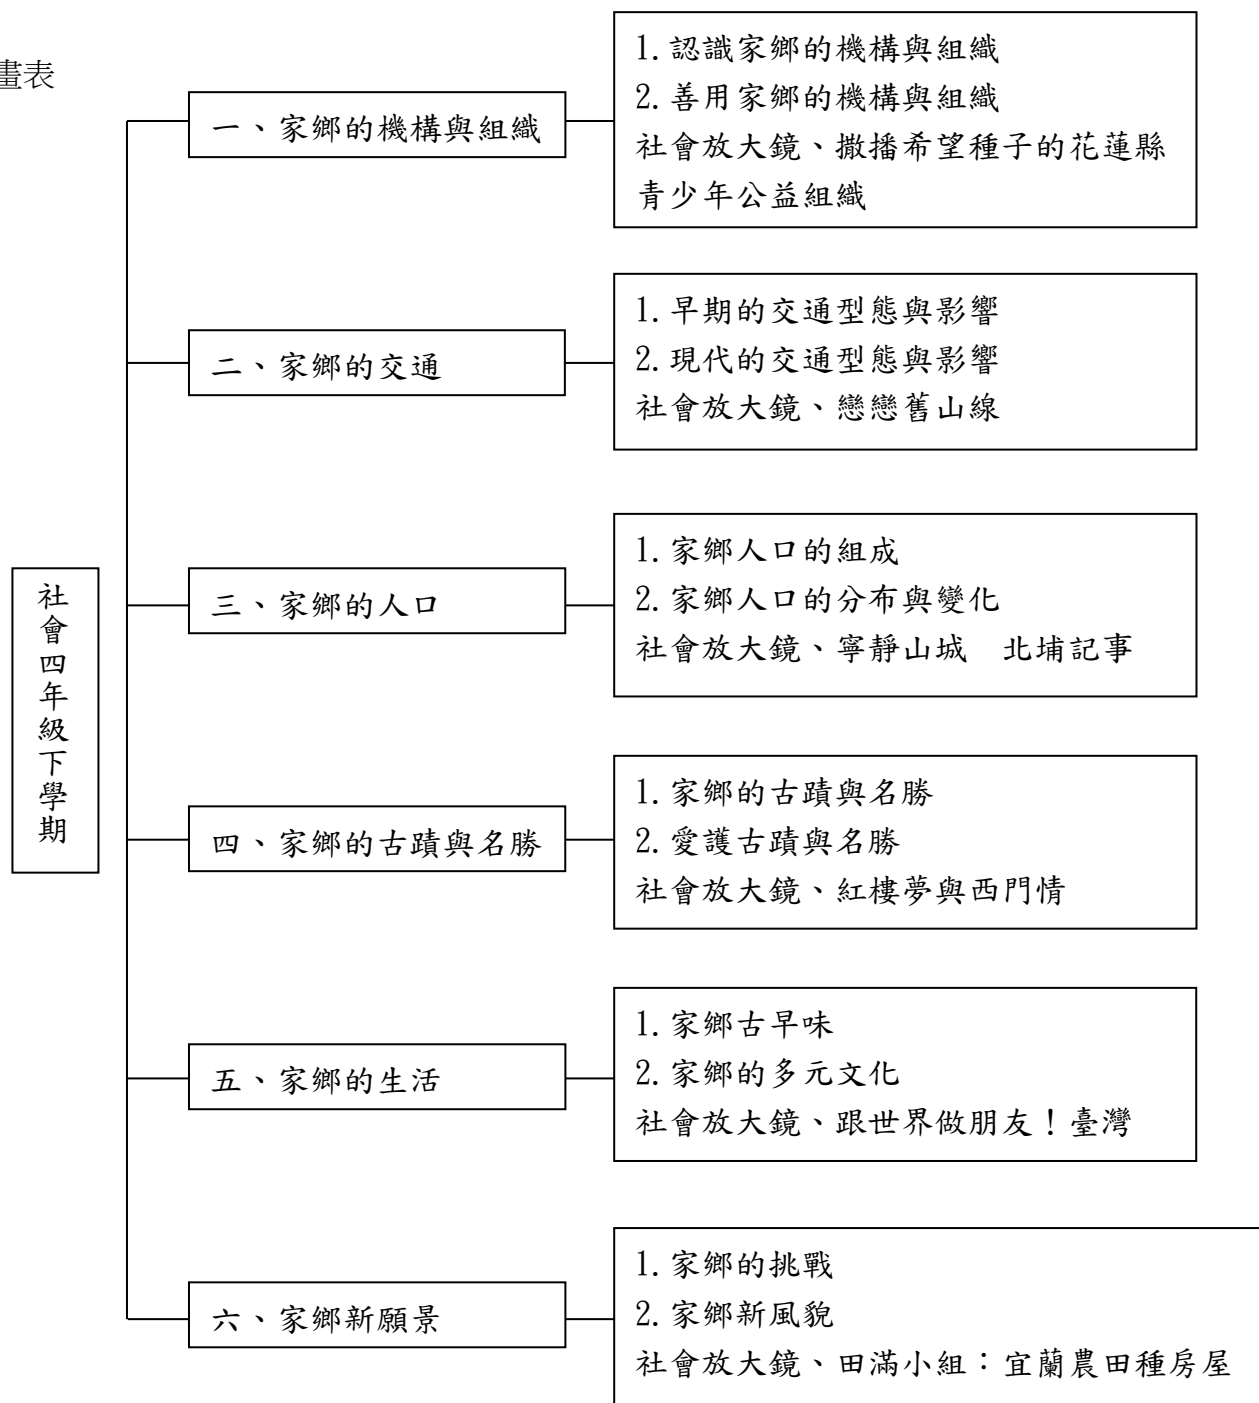 畫表
社會四年級下學期
一、家鄉的機構與組織
1.認識家鄉的機構與組織
2.善用家鄉的機構與組織
社會放大鏡、撒播希望種子的花蓮縣
青少年公益組織
二、家鄉的交通
1.早期的交通型態與影響
2.現代的交通型態與影響
社會放大鏡、戀戀舊山線
三、家鄉的人口
1.家鄉人口的組成
2.家鄉人口的分布與變化
社會放大鏡、寧靜山城　北埔記事
四、家鄉的古蹟與名勝
1.家鄉的古蹟與名勝
2.愛護古蹟與名勝
社會放大鏡、紅樓夢與西門情
五、家鄉的生活
1.家鄉古早味
2.家鄉的多元文化
社會放大鏡、跟世界做朋友！臺灣
六、家鄉新願景
1.家鄉的挑戰
2.家鄉新風貌
社會放大鏡、田滿小組：宜蘭農田種房屋